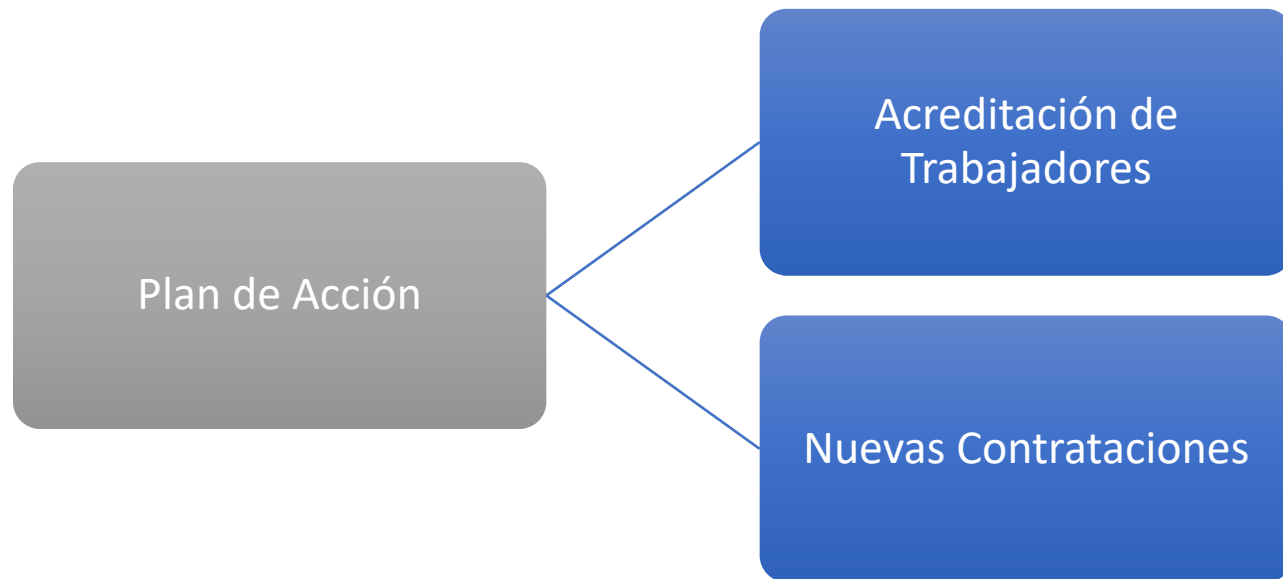 Plan de Acción
Acreditación de
Trabajadores
Nuevas Contrataciones